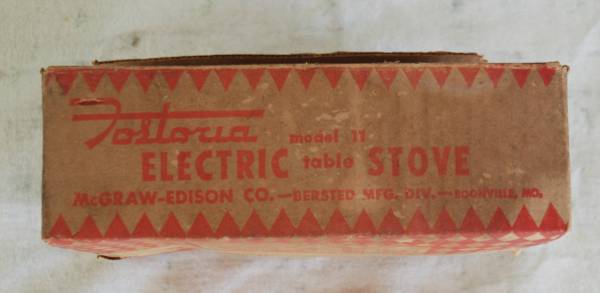 Fostoria model 11
ELECTRIC table STOVE
McGRAW-EDISON CO.—BERSTED MFG. DIV.—BOONVILLE, MO.